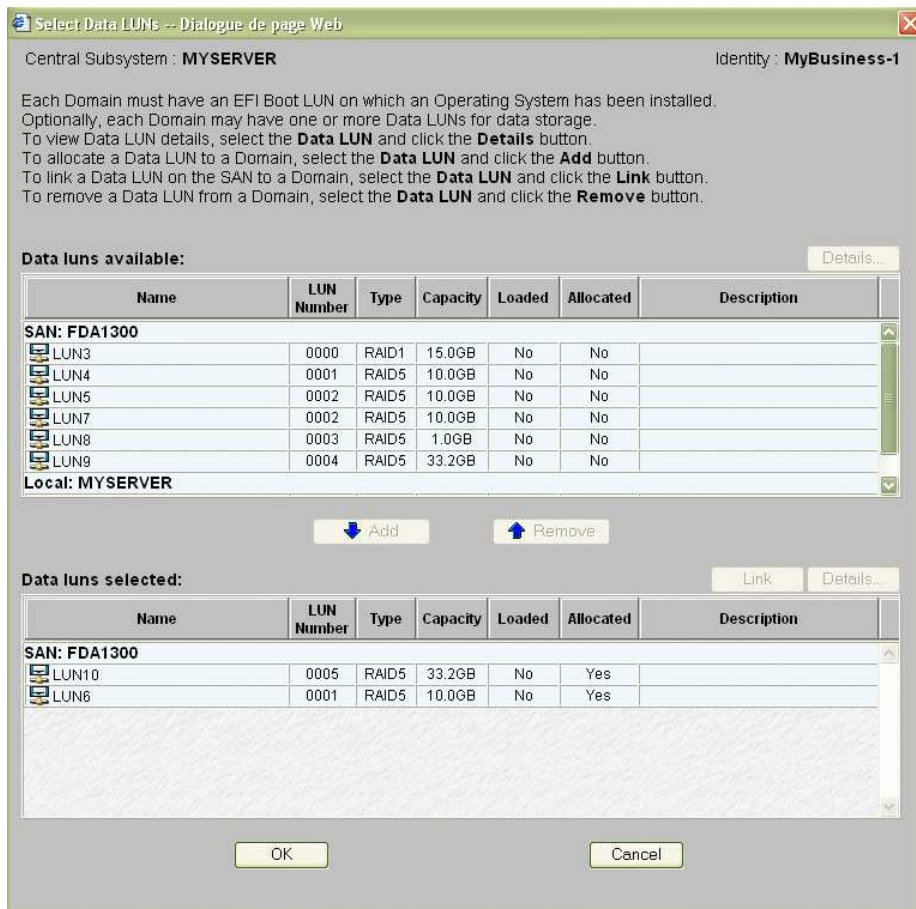 Select Data LUNs -- Dialogue de page Web
Central Subsystem : MYSERVER Identity : MyBusiness-1
Each Domain must have an EFI Boot LUN on which an Operating System has been installed.
Optionally, each Domain may have one or more Data LUNs for data storage.
To view Data LUN details, select the Data LUN and click the Details button.
To allocate a Data LUN to a Domain, select the Data LUN and click the Add button.
To link a Data LUN on the SAN to a Domain, select the Data LUN and click the Link button.
To remove a Data LUN from a Domain, select the Data LUN and click the Remove button.
Data luns available: Details...
Name LUN Number Type Capacity Loaded Allocated Description
SAN: FDA1300
LUN3 0000 RAID1 15.0GB No No
LUN4 0001 RAID5 10.0GB No No
LUN5 0002 RAID5 10.0GB No No
LUN7 0002 RAID5 10.0GB No No
LUN8 0003 RAID5 1.0GB No No
LUN9 0004 RAID5 33.2GB No No
Local: MYSERVER
Add Remove
Data luns selected: Link Details...
Name LUN Number Type Capacity Loaded Allocated Description
SAN: FDA1300
LUN10 0005 RAID5 33.2GB No Yes
LUN6 0001 RAID5 10.0GB No Yes
OK Cancel